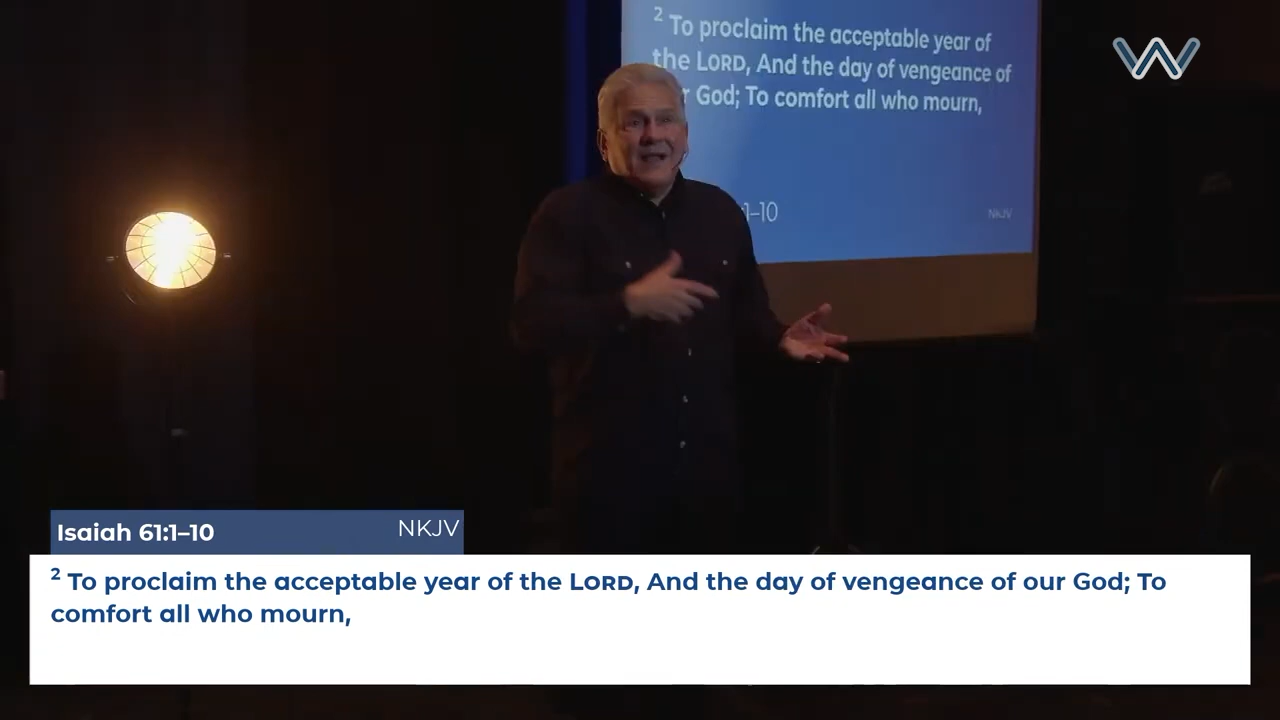 2 To proclaim the acceptable year of
the LORD, And the day of vengeance of
r God; To comfort all who mourn,
1–10
NKJV
W
Isaiah 61:1–10
NKJV
2 To proclaim the acceptable year of the LORD, And the day of vengeance of our God; To
comfort all who mourn,